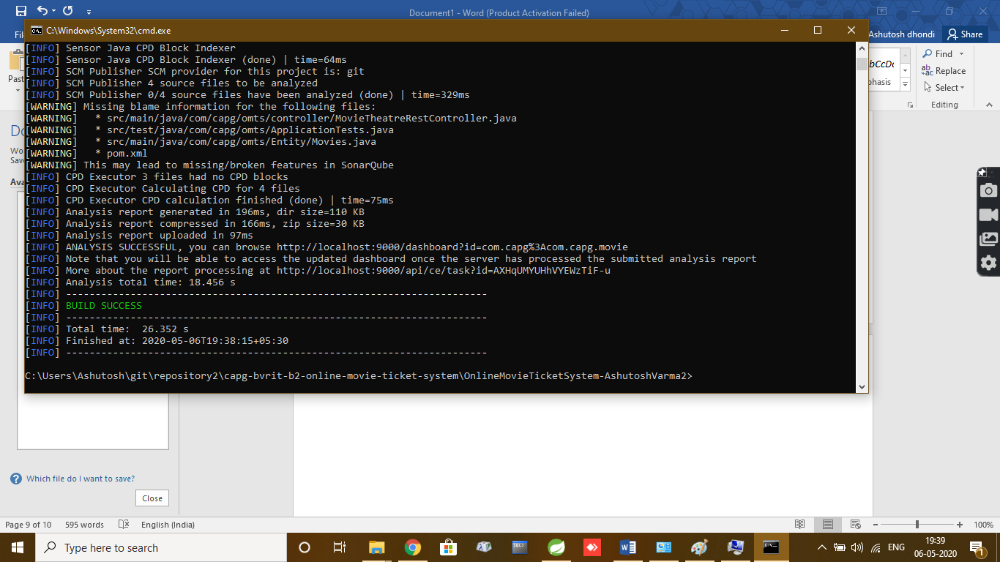 Document1 - Word (Product Activation Failed)
C:\Windows\System32\cmd.exe
Ashutosh dhondi
Share
[INFO] Sensor Java CPD Block Indexer
[INFO] Sensor Java CPD Block Indexer (done) | time=64ms
[INFO] SCM Publisher SCM provider for this project is: git
[INFO] SCM Publisher 4 source files to be analyzed
[INFO] SCM Publisher 0/4 source files have been analyzed (done) | time=329ms
[WARNING] Missing blame information for the following files:
[WARNING]   * src/main/java/com/capg/omts/controller/MovieTheatreRestController.java
[WARNING]   * src/test/java/com/capg/omts/ApplicationTests.java
[WARNING]   * src/main/java/com/capg/omts/Entity/Movies.java
[WARNING]   * pom.xml
[WARNING] This may lead to missing/broken features in SonarQube
[INFO] CPD Executor 3 files had no CPD blocks
[INFO] CPD Executor Calculating CPD for 4 files
[INFO] CPD Executor CPD calculation finished (done) | time=75ms
[INFO] Analysis report generated in 196ms, dir size=110 KB
[INFO] Analysis report compressed in 166ms, zip size=30 KB
[INFO] Analysis report uploaded in 97ms
[INFO] ANALYSIS SUCCESSFUL, you can browse http://localhost:9000/dashboard?id=com.capg%3Acom.capg.movie
[INFO] Note that you will be able to access the updated dashboard once the server has processed the submitted analysis report
[INFO] More about the report processing at http://localhost:9000/api/ce/task?id=AXHqUMYUHhVYEWzTiF-u
[INFO] Analysis total time: 18.456 s
[INFO] ------------------------------------------------------------------------
[INFO] BUILD SUCCESS
[INFO] ------------------------------------------------------------------------
[INFO] Total time:  26.352 s
[INFO] Finished at: 2020-05-06T19:38:15+05:30
[INFO] ------------------------------------------------------------------------
C:\Users\Ashutosh\git\repository2\capg-bvrit-b2-online-movie-ticket-system\OnlineMovieTicketSystem-AshutoshVarma2>
Find
Replace
Select
Editing
Which file do I want to save?
Close
Page 9 of 10
595 words
English (India)
100%
Type here to search
ENG
19:39
06-05-2020
1